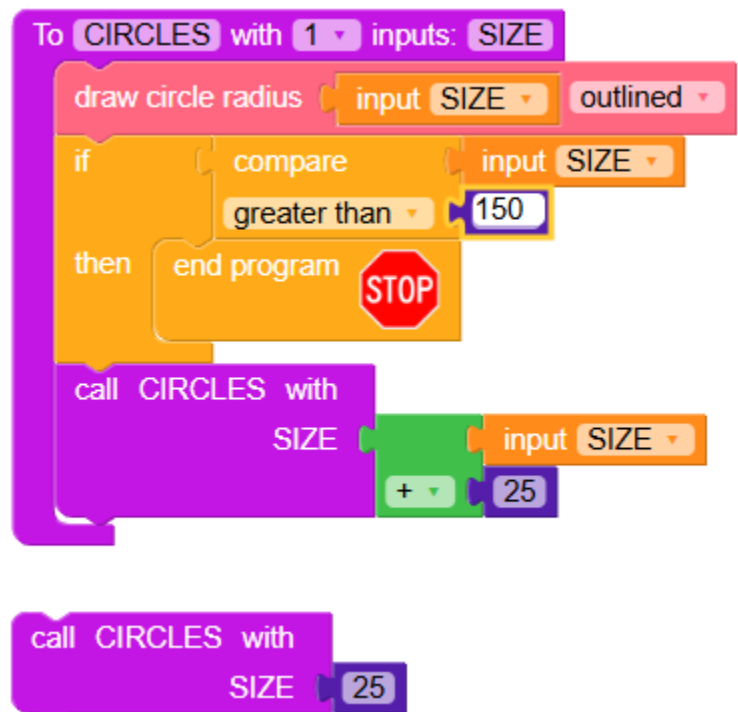 To CIRCLES with 1 inputs: SIZE
draw circle radius input SIZE outlined
if compare input SIZE
greater than 150
then end program STOP
call CIRCLES with
SIZE input SIZE
+ 25
call CIRCLES with
SIZE 25